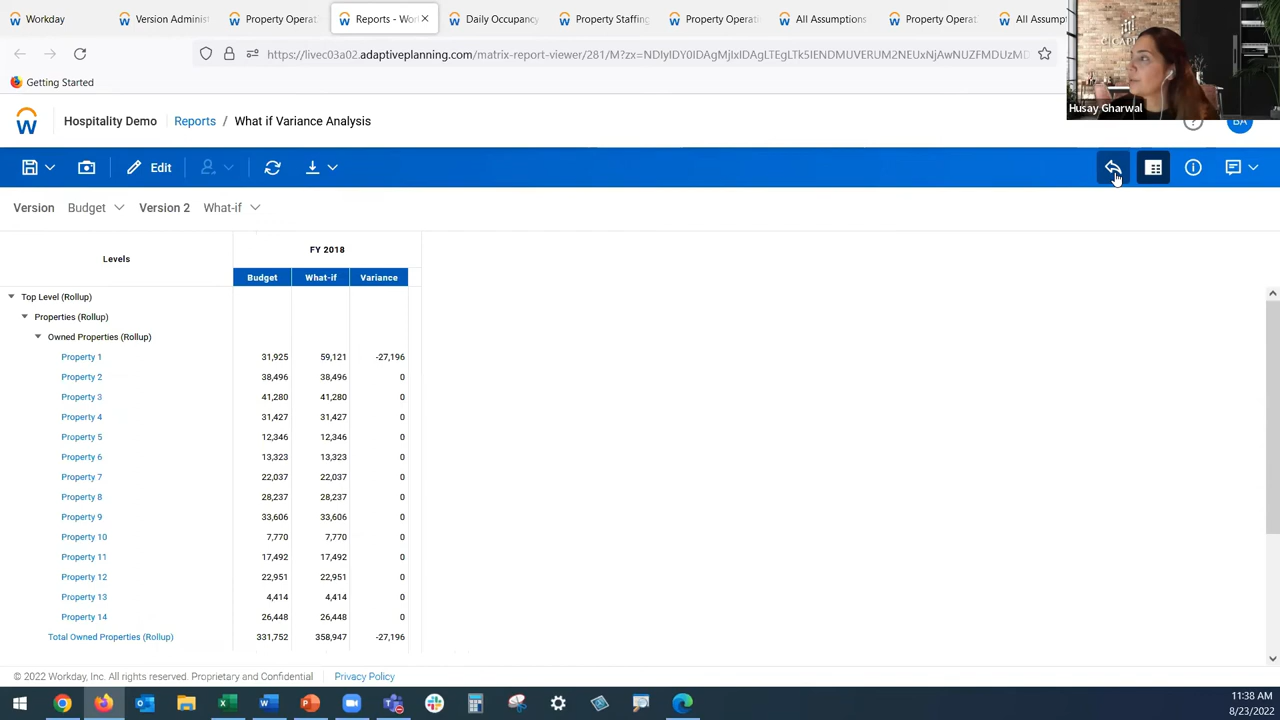 Workday
Version Administ
Property Operat
Reports - Wor
Daily Occupanc
Property Staffing
Property Operati
All Assumptions
Property Operat
All Assump
https://livec03a02.adaptiveplanning.com/matrix-report-viewer/281/M?zx=
Getting Started
Husay Gharwal
Hospitality Demo
Reports / What if Variance Analysis
BA
Edit
Version Budget Version 2 What-if
Levels
FY 2018
Budget What-if Variance
Top Level (Rollup)
Properties (Rollup)
Owned Properties (Rollup)
Property 1 31,925 59,121 -27,196
Property 2 38,496 38,496 0
Property 3 41,280 41,280 0
Property 4 31,427 31,427 0
Property 5 12,346 12,346 0
Property 6 13,323 13,323 0
Property 7 22,037 22,037 0
Property 8 28,237 28,237 0
Property 9 33,606 33,606 0
Property 10 7,770 7,770 0
Property 11 17,492 17,492 0
Property 12 22,951 22,951 0
Property 13 4,414 4,414 0
Property 14 26,448 26,448 0
Total Owned Properties (Rollup) 331,752 358,947 -27,196
© 2022 Workday, Inc. All rights reserved. Proprietary and Confidential
Privacy Policy
11:38 AM
8/23/2022